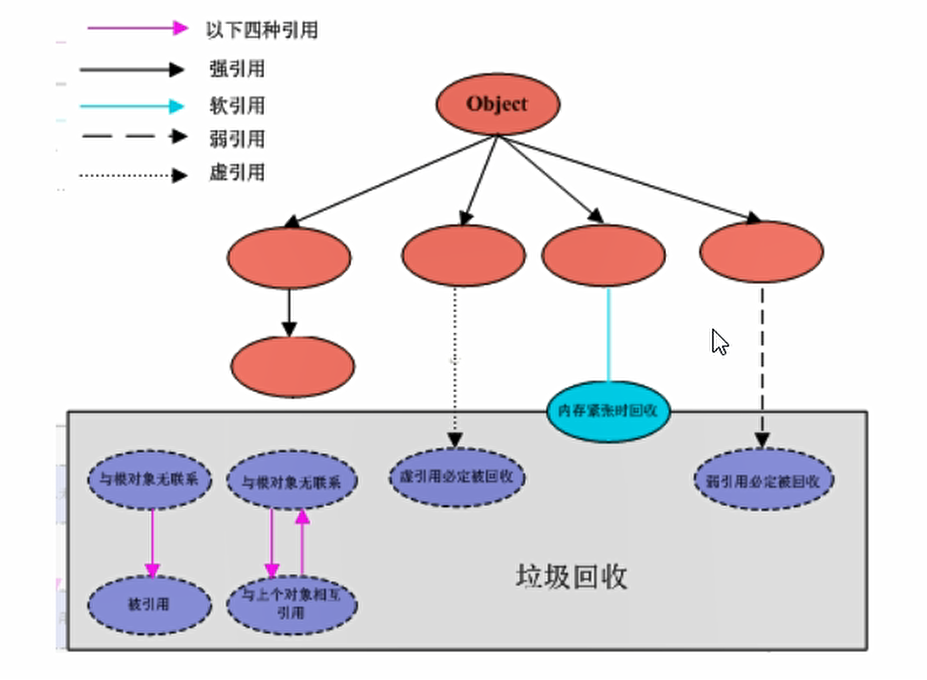 以下四种引用
强引用
软引用
弱引用
虚引用
Object
内存紧张时回收
与根对象无联系
与根对象无联系
虚引用必定被回收
弱引用必定被回收
垃圾回收
被引用
与上个对象相互
引用